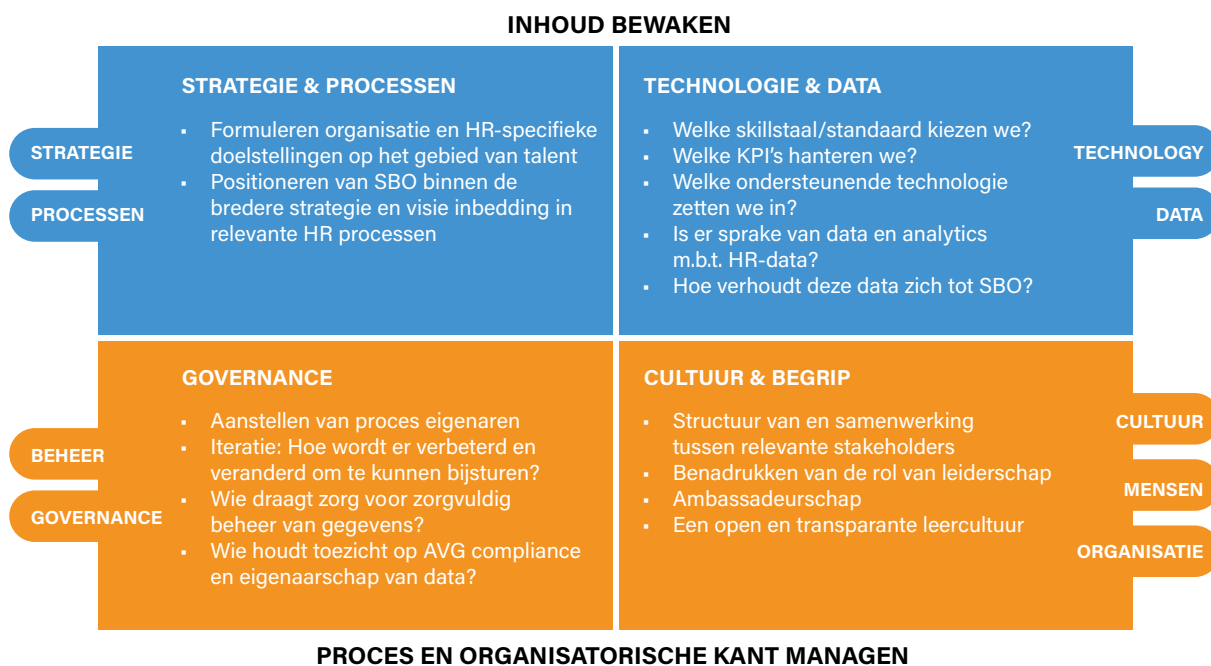 INHOUD BEWAKEN
STRATEGIE
PROCESSEN
STRATEGIE & PROCESSEN
▪ Formuleren organisatie en HR-specifieke
doelstellingen op het gebied van talent
▪ Positioneren van SBO binnen de
bredere strategie en visie inbedding in
relevante HR processen
TECHNOLOGIE & DATA
▪ Welke skillstaal/standaard kiezen we?
▪ Welke KPI's hanteren we?
▪ Welke ondersteunende technologie
zetten we in?
▪ Is er sprake van data en analytics
m.b.t. HR-data?
▪ Hoe verhoudt deze data zich tot SBO?
TECHNOLOGY
DATA
BEHEER
GOVERNANCE
GOVERNANCE
▪ Aanstellen van proces eigenaren
▪ Iteratie: Hoe wordt er verbeterd en
veranderd om te kunnen bijsturen?
▪ Wie draagt zorg voor zorgvuldig
beheer van gegevens?
▪ Wie houdt toezicht op AVG compliance
en eigenaarschap van data?
CULTUUR & BEGRIP
▪ Structuur van en samenwerking
tussen relevante stakeholders
▪ Benadrukken van de rol van leiderschap
▪ Ambassadeurschap
▪ Een open en transparante leercultuur
CULTUUR
MENSEN
ORGANISATIE
PROCES EN ORGANISATORISCHE KANT MANAGEN